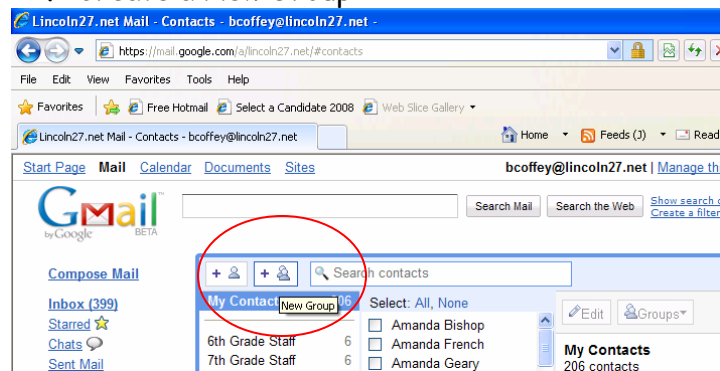 Lincoln27.net Mail - Contacts - bcoffey@lincoln27.net -
https://mail.google.com/a/lincoln27.net/#contacts
File Edit View Favorites Tools Help
Favorites Free Hotmail Select a Candidate 2008 Web Slice Gallery
Lincoln27.net Mail - Contacts - bcoffey@lincoln27.net Home Feeds (J) Read
Start Page Mail Calendar Documents Sites bcoffey@lincoln27.net | Manage
Gmail
by Google BETA
Search Mail Search the Web Show search
Create a filter
Compose Mail
Search contacts
Inbox (399)
Starred
Chats
Sent Mail
New Group
6th Grade Staff 6
7th Grade Staff 6
Select: All, None
Amanda Bishop
Amanda French
Amanda Geary
Edit Groups
My Contacts
206 contacts